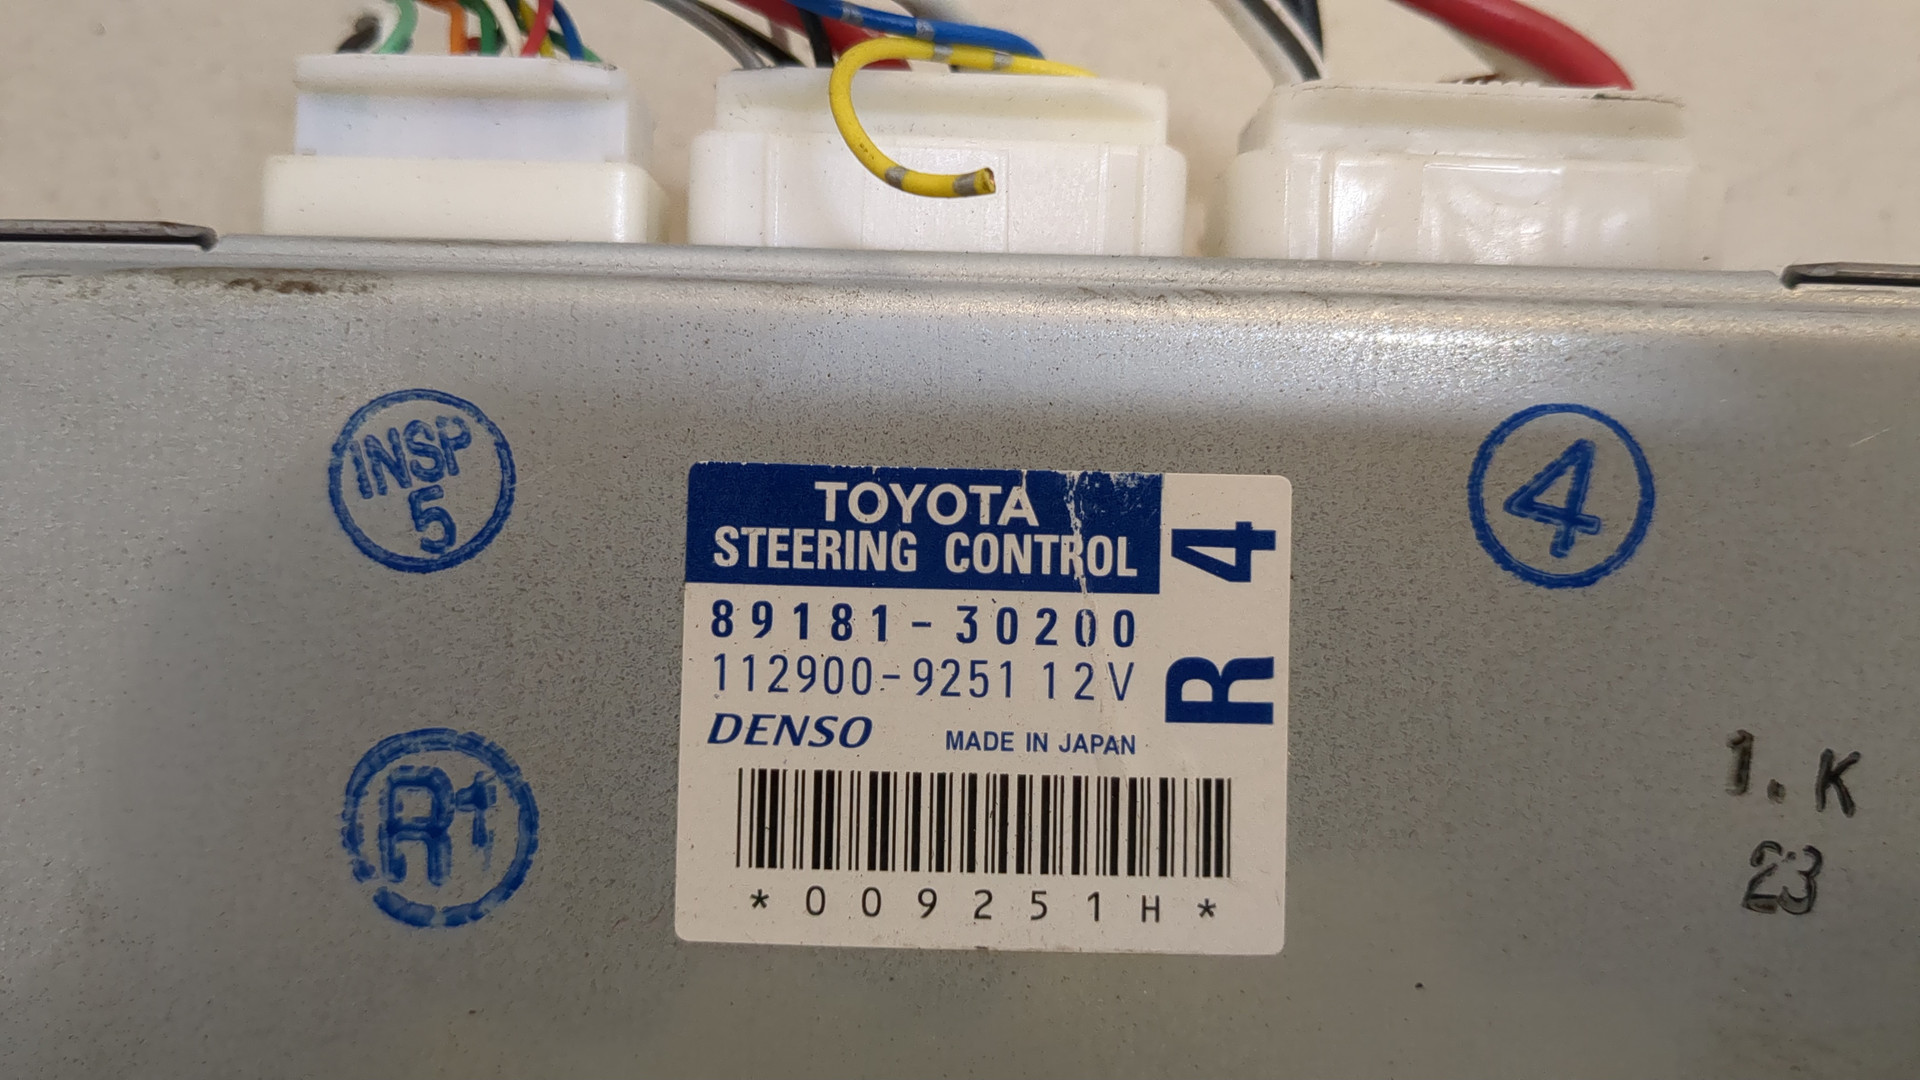 INSP
5
4
TOYOTA
STEERING CONTROL
R4
89181-30200
112900-9251 12V
DENSO MADE IN JAPAN
*009251H*
R1
1.K
23